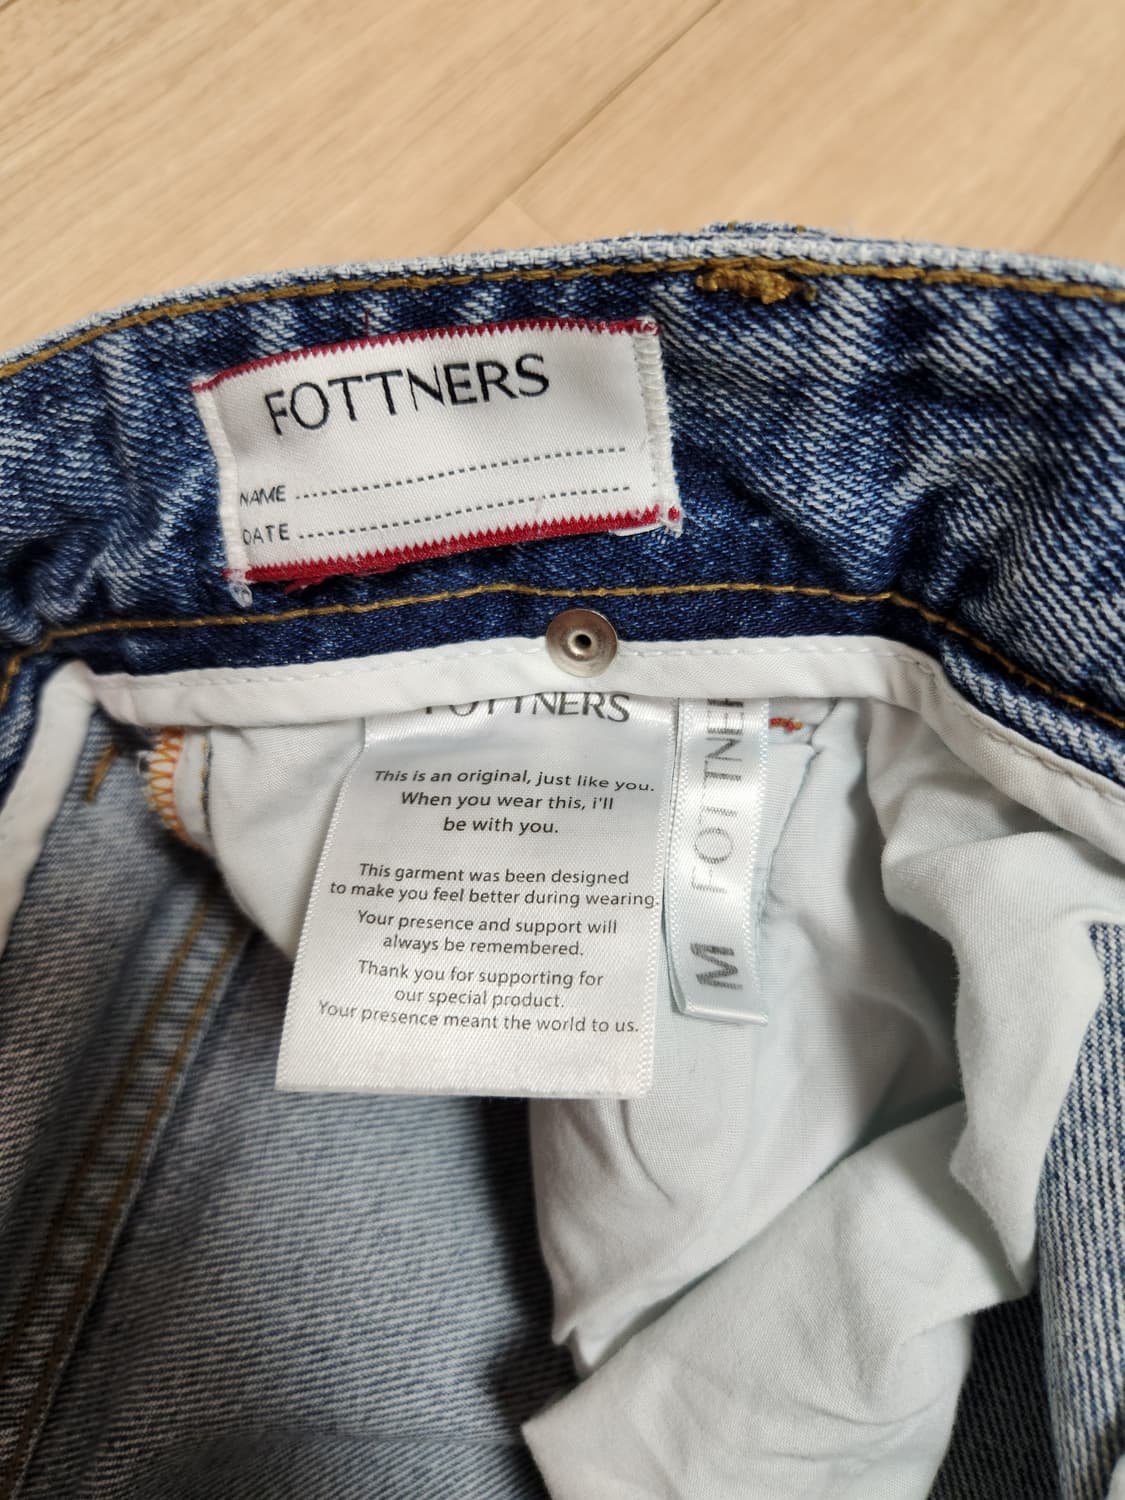 FOTTNERS
NAME
DATE
FOTTNERS
This is an original, just like you.
When you wear this, i'll
be with you.
This garment was been designed
to make you feel better during wearing.
Your presence and support will
always be remembered.
Thank you for supporting for
our special product.
Your presence meant the world to us.
M FOTTNER